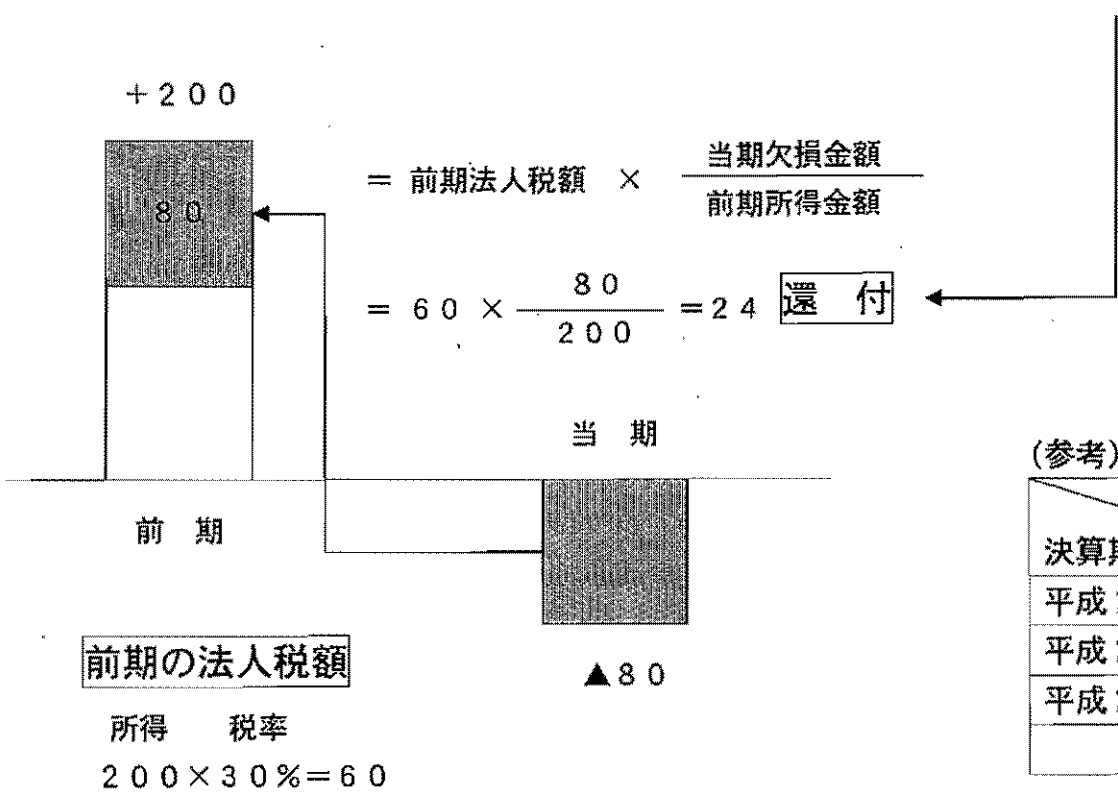 +200
80
= 前期法人税額 × 当期欠損金額
前期所得金額
= 60 × 80
200
=24 還 付
当 期
前 期
▲80
前期の法人税額
所得 税率
200×30%=60
(参考)
決算
平成
平成
平成